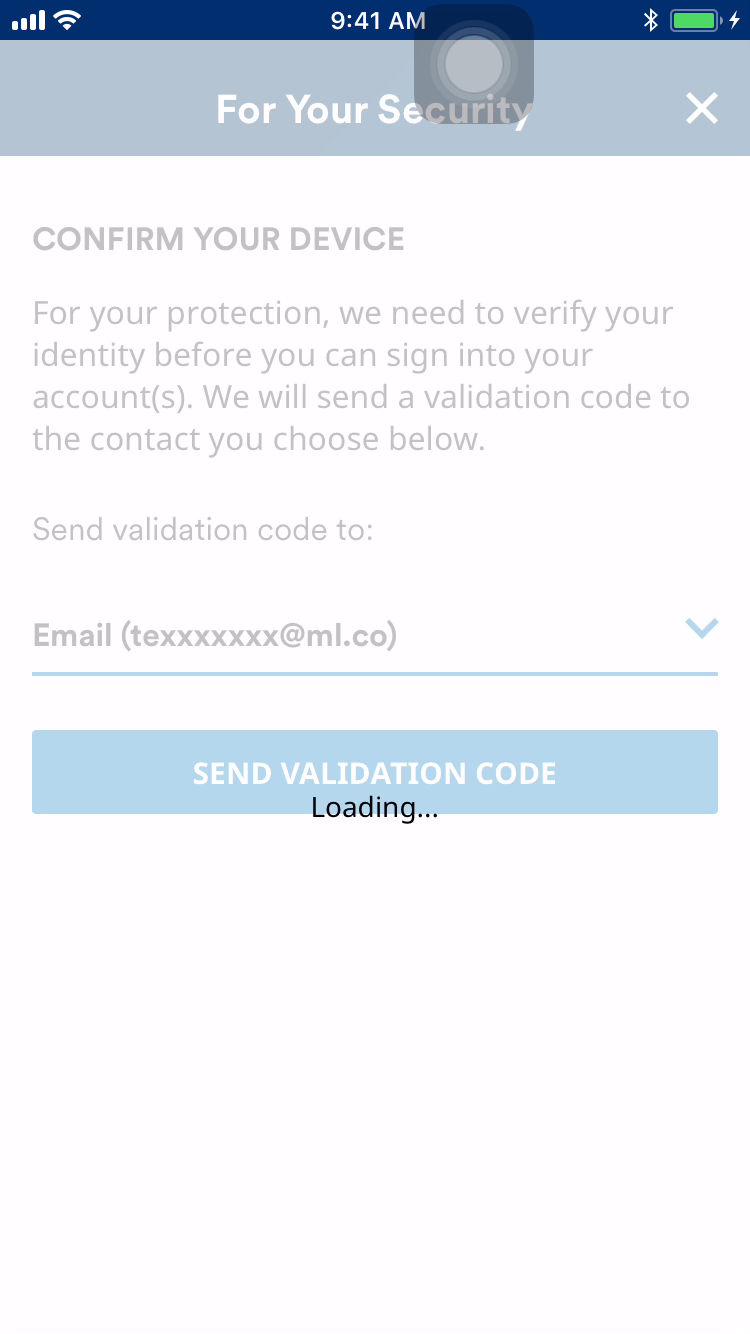 9:41 AM
For Your Security
CONFIRM YOUR DEVICE
For your protection, we need to verify your
identity before you can sign into your
account(s). We will send a validation code to
the contact you choose below.
Send validation code to:
Email (texxxxxxx@ml.co)
SEND VALIDATION CODE
Loading...